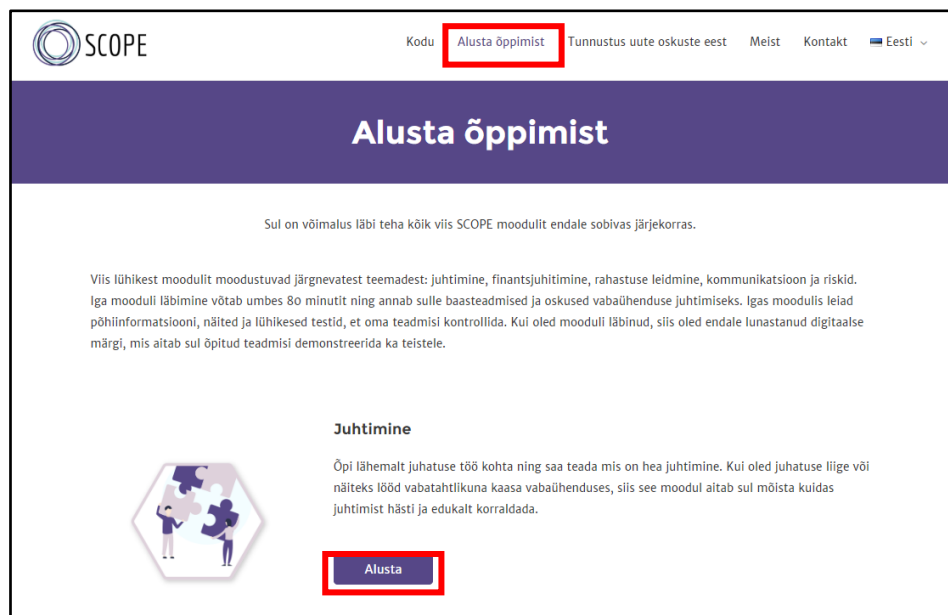 SCOPE
Kodu Alusta õppimist Tunnustus uute oskuste eest Meist Kontakt Eesti
Alusta õppimist
Sul on võimalus läbi teha kõik viis SCOPE moodulit endale sobivas järjekorras.
Viis lühikest moodulit moodustuvad järgnevatest teemadest: juhtimine, finantsjuhitimine, rahastuse leidmine, kommunikatsioon ja riskid.
Iga mooduli läbimine võtab umbes 80 minutit ning annab sulle baasteadmised ja oskused vabaühenduse juhtimiseks. Igas moodulis leiad
põhiinformatsiooni, näited ja lühikesed testid, et oma teadmisi kontrollida. Kui oled mooduli läbinud, siis oled endale lunastanud digitaalse
märgi, mis aitab sul õpitud teadmisi demonstreerida ka teistele.
Juhtimine
Õpi lähemalt juhatuse töö kohta ning saa teada mis on hea juhtimine. Kui oled juhatuse liige või
näiteks lööd vabatahtlikuna kaasa vabaühenduses, siis see moodul aitab sul mõista kuidas
juhtimist hästi ja edukalt korraldada.
Alusta